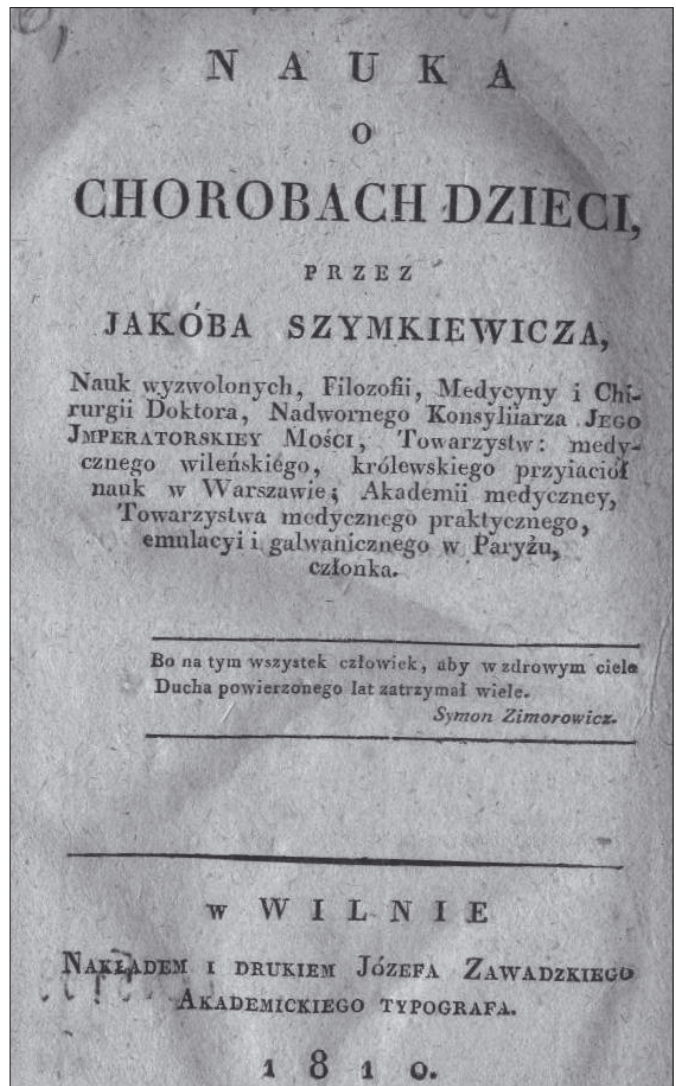 NAUKA
O
CHOROBACH DZIECI,
PRZEZ
JAKÓBA SZYMKIEWICZA,
Nauk wyzwolonych, Filozofii, Medycyny i Chi-
rurgii Doktora, Nadwornego Konsyliiarza JEGO
JMPERATORSKIEY MOŚCI, Towarzystw: medy-
cznego wileńskiégo, królewskiego przyiaciół
nauk w Warszawie; Akademii medyczney,
Towarzystwa medycznego praktycznego,
emulacyi i galwanicznego w Paryżu,
członka.
Bo na tym wszystek człowiek, aby w zdrowym ciele
Ducha powierzonego lat zatrzymał wiele.
Symon Zimorowicz.
w WILNIE
NAKŁADEM I DRUKIEM JÓZEFA ZAWADZKIEGO
AKADEMICKIEGO TYPOGRAFA.
1810.